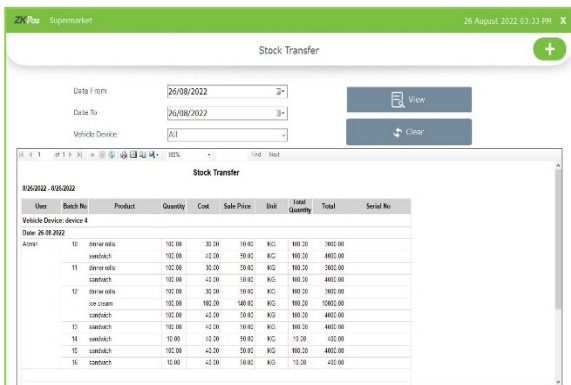 ZKPos Supermarket 26 August 2022 03:33 PM X
Stock Transfer
+
Date From 26/08/2022 View
Date To 26/08/2022
Vehicle Device All Clear
1 of 1 100% Find | Next
Stock Transfer
8/26/2022 - 8/26/2022
User Batch No Product Quantity Cost Sale Price Unit Total Quantity Total Serial No
Vehicle Device: device 4
Date: 26.08.2022
Admin 10 dinner rolls 100.00 30.00 50.00 KG 100.00 3000.00
sandwich 100.00 40.00 50.00 KG 100.00 4000.00
11 dinner rolls 100.00 30.00 50.00 KG 100.00 3000.00
sandwich 100.00 40.00 50.00 KG 100.00 4000.00
12 dinner rolls 100.00 30.00 50.00 KG 100.00 3000.00
ice cream 100.00 100.00 140.00 KG 100.00 10000.00
sandwich 100.00 40.00 50.00 KG 100.00 4000.00
13 sandwich 100.00 40.00 50.00 KG 100.00 4000.00
14 sandwich 10.00 40.00 50.00 KG 10.00 400.00
15 sandwich 100.00 40.00 50.00 KG 100.00 4000.00
16 sandwich 10.00 40.00 50.00 KG 10.00 400.00